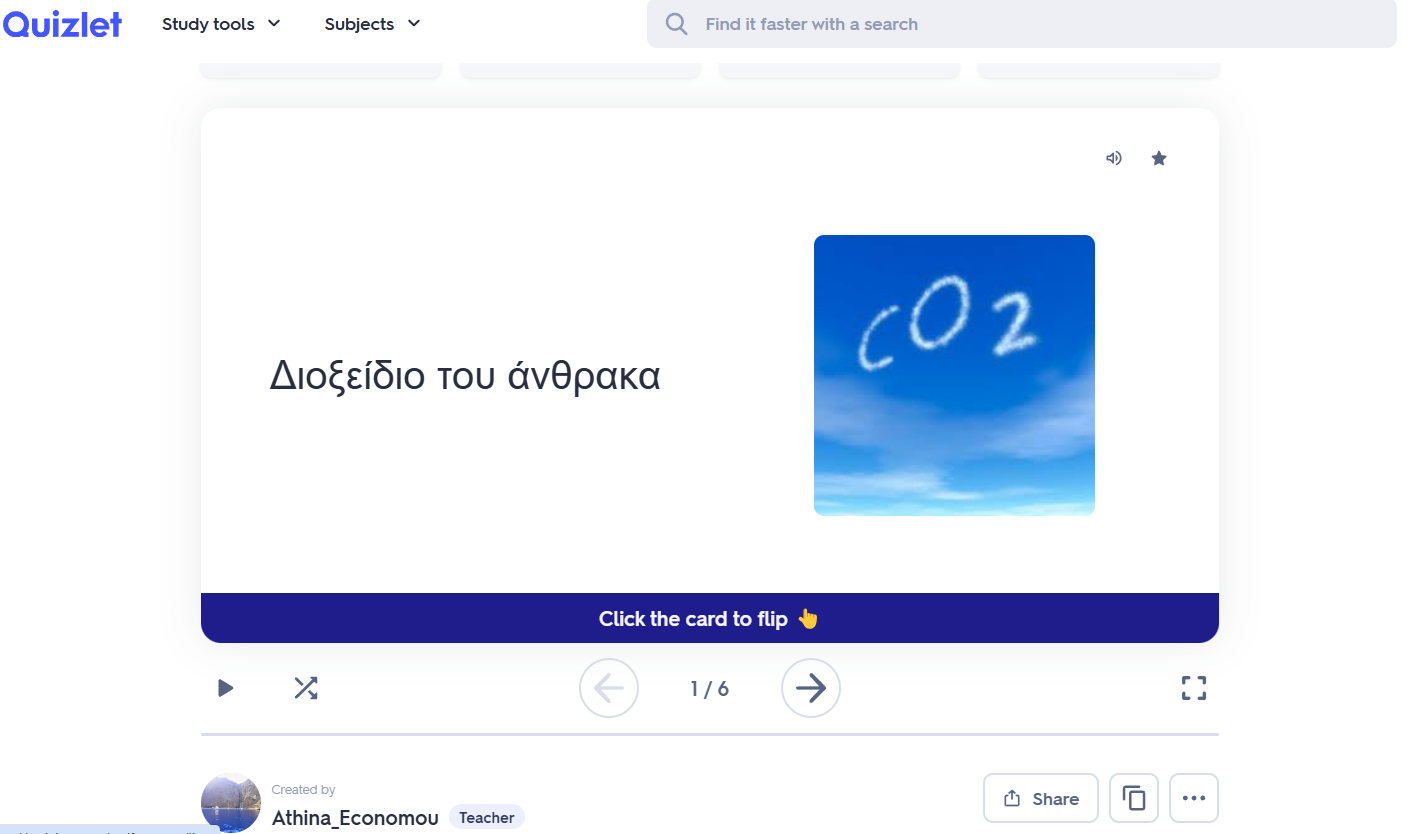 Quizlet
Study tools
Subjects
Find it faster with a search
Διοξείδιο του άνθρακα
CO2
Click the card to flip 👆
1 / 6
Created by
Athina_Economou
Teacher
Share